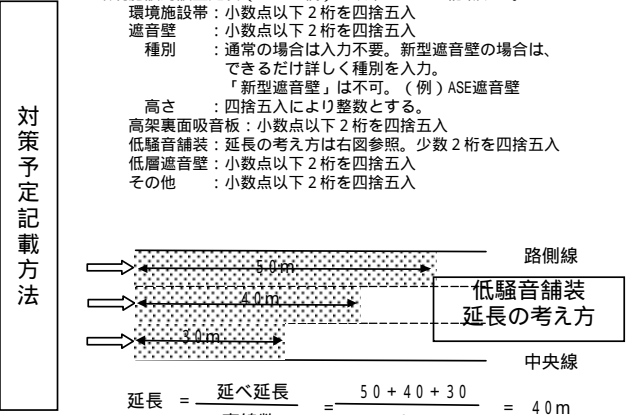 環境施設帯：小数点以下２桁を四捨五入
遮音壁　　：小数点以下２桁を四捨五入
種別　　：通常の場合は入力不要。新型遮音壁の場合は、
できるだけ詳しく種別を入力。
「新型遮音壁」は不可。（例）ASE遮音壁
高さ　　：四捨五入により整数とする。
高架裏面吸音板：小数点以下２桁を四捨五入
低騒音舗装：延長の考え方は右図参照。少数２桁を四捨五入
低層遮音壁：小数点以下２桁を四捨五入
その他　　：小数点以下２桁を四捨五入
対策予定記載方法
路側線
５０ｍ
４０ｍ
３０ｍ
低騒音舗装
延長の考え方
中央線
延長 ＝ 延べ延長 ＝ ５０＋４０＋３０ ＝ ４０ｍ